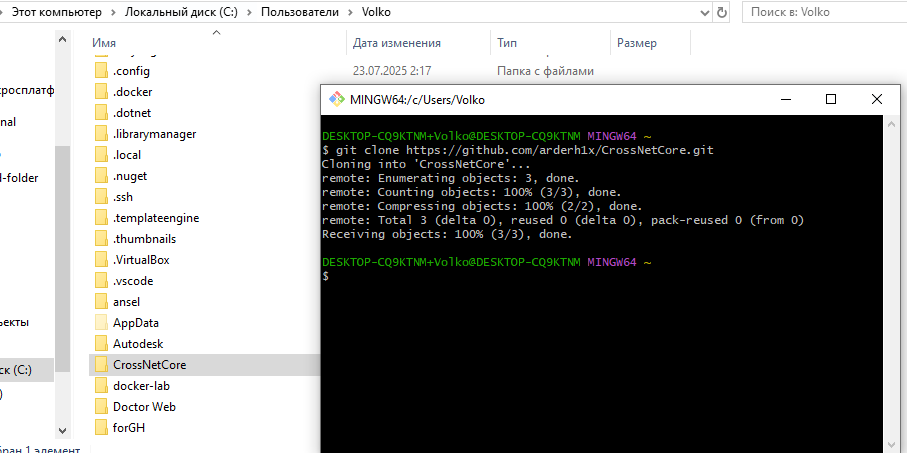 Этот компьютер › Локальный диск (C:) › Пользователи › Volko
Поиск в: Volko
Имя
Дата изменения
Тип
Размер
.config
23.07.2025 2:17
Папка с файлами
.docker
.dotnet
.librarymanager
.local
.nuget
.ssh
.templateengine
.thumbnails
.VirtualBox
.vscode
ansel
AppData
Autodesk
CrossNetCore
docker-lab
Doctor Web
forGH
росплатф
nal
l-folder
ъекты
ск (C:)
)
бран 1 элемент
MINGW64:/c/Users/Volko
DESKTOP-CQ9KTNM+Volko@DESKTOP-CQ9KTNM MINGW64 ~
$ git clone https://github.com/arderh1x/CrossNetCore.git
Cloning into 'CrossNetCore'...
remote: Enumerating objects: 3, done.
remote: Counting objects: 100% (3/3), done.
remote: Compressing objects: 100% (2/2), done.
remote: Total 3 (delta 0), reused 0 (delta 0), pack-reused 0 (from 0)
Receiving objects: 100% (3/3), done.
DESKTOP-CQ9KTNM+Volko@DESKTOP-CQ9KTNM MINGW64 ~
$